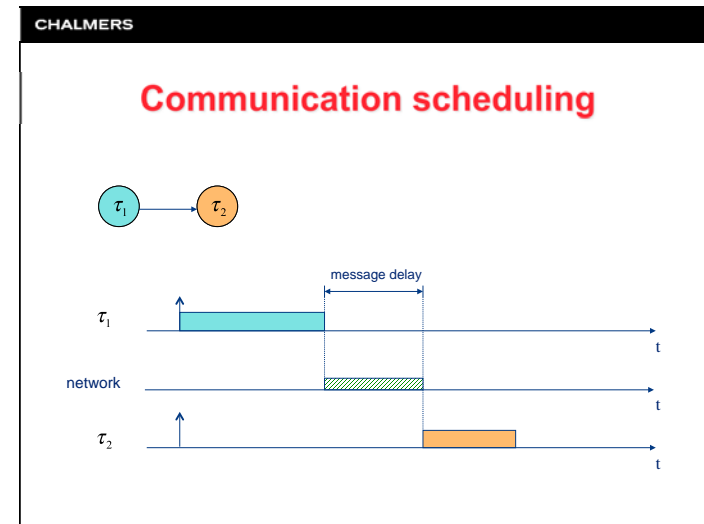 CHALMERS
Communication scheduling
τ₁ τ₂
message delay
τ₁
t
network
t
τ₂
t